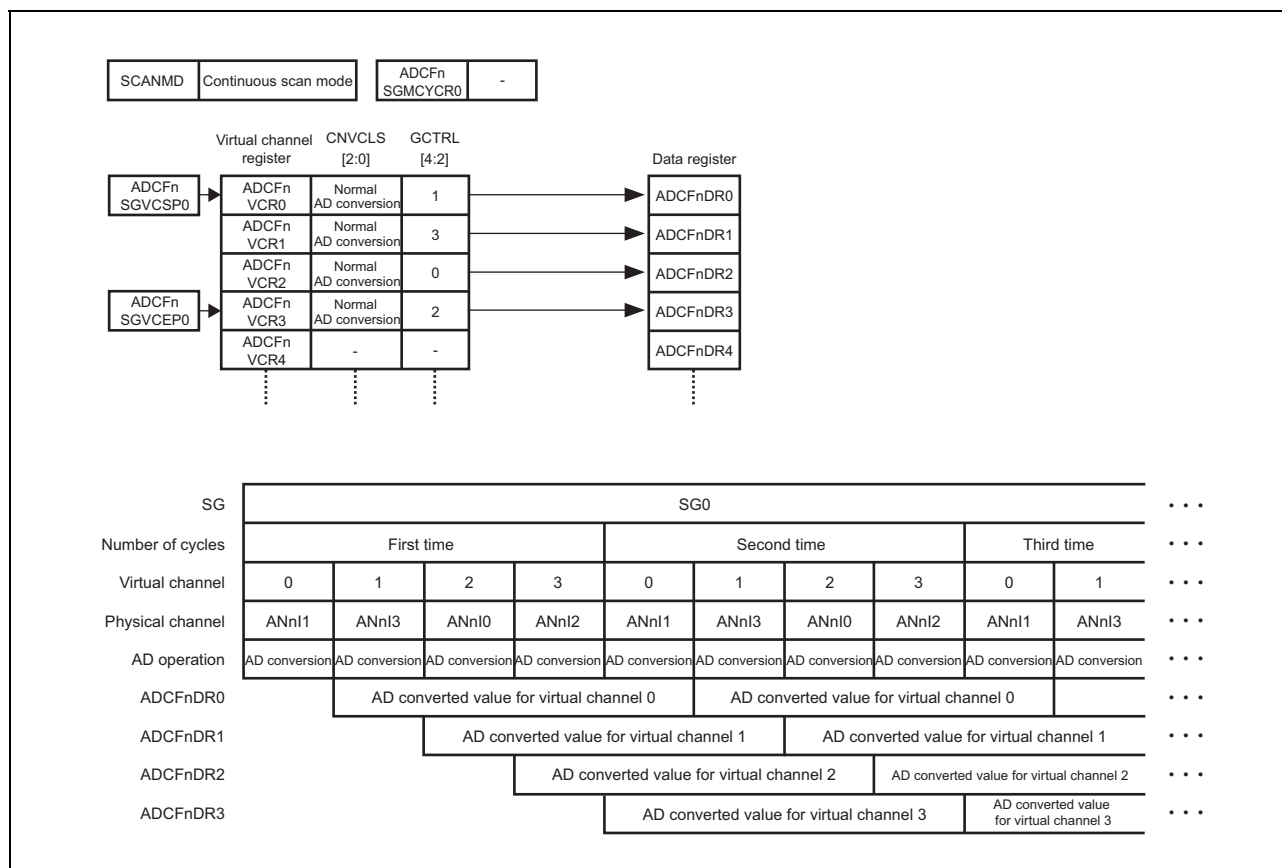 SCANMD Continuous scan mode ADCFn SGMCYCR0 -
Virtual channel register CNVCLS [2:0] GCTRL [4:2] Data register
ADCFn SGVCSP0 ADCFn VCR0 Normal AD conversion 1 ADCFnDR0
ADCFn VCR1 Normal AD conversion 3 ADCFnDR1
ADCFn VCR2 Normal AD conversion 0 ADCFnDR2
ADCFn SGVCEP0 ADCFn VCR3 Normal AD conversion 2 ADCFnDR3
ADCFn VCR4 - - ADCFnDR4
SG SG0 • • •
Number of cycles First time Second time Third time • • •
Virtual channel 0 1 2 3 0 1 2 3 0 1 • • •
Physical channel ANnI1 ANnI3 ANnI0 ANnI2 ANnI1 ANnI3 ANnI0 ANnI2 ANnI1 ANnI3 • • •
AD operation AD conversion AD conversion AD conversion AD conversion AD conversion AD conversion AD conversion AD conversion AD conversion AD conversion • • •
ADCFnDR0 AD converted value for virtual channel 0 AD converted value for virtual channel 0 • • •
ADCFnDR1 AD converted value for virtual channel 1 AD converted value for virtual channel 1 • • •
ADCFnDR2 AD converted value for virtual channel 2 AD converted value for virtual channel 2 • • •
ADCFnDR3 AD converted value for virtual channel 3 AD converted value for virtual channel 3 • • •